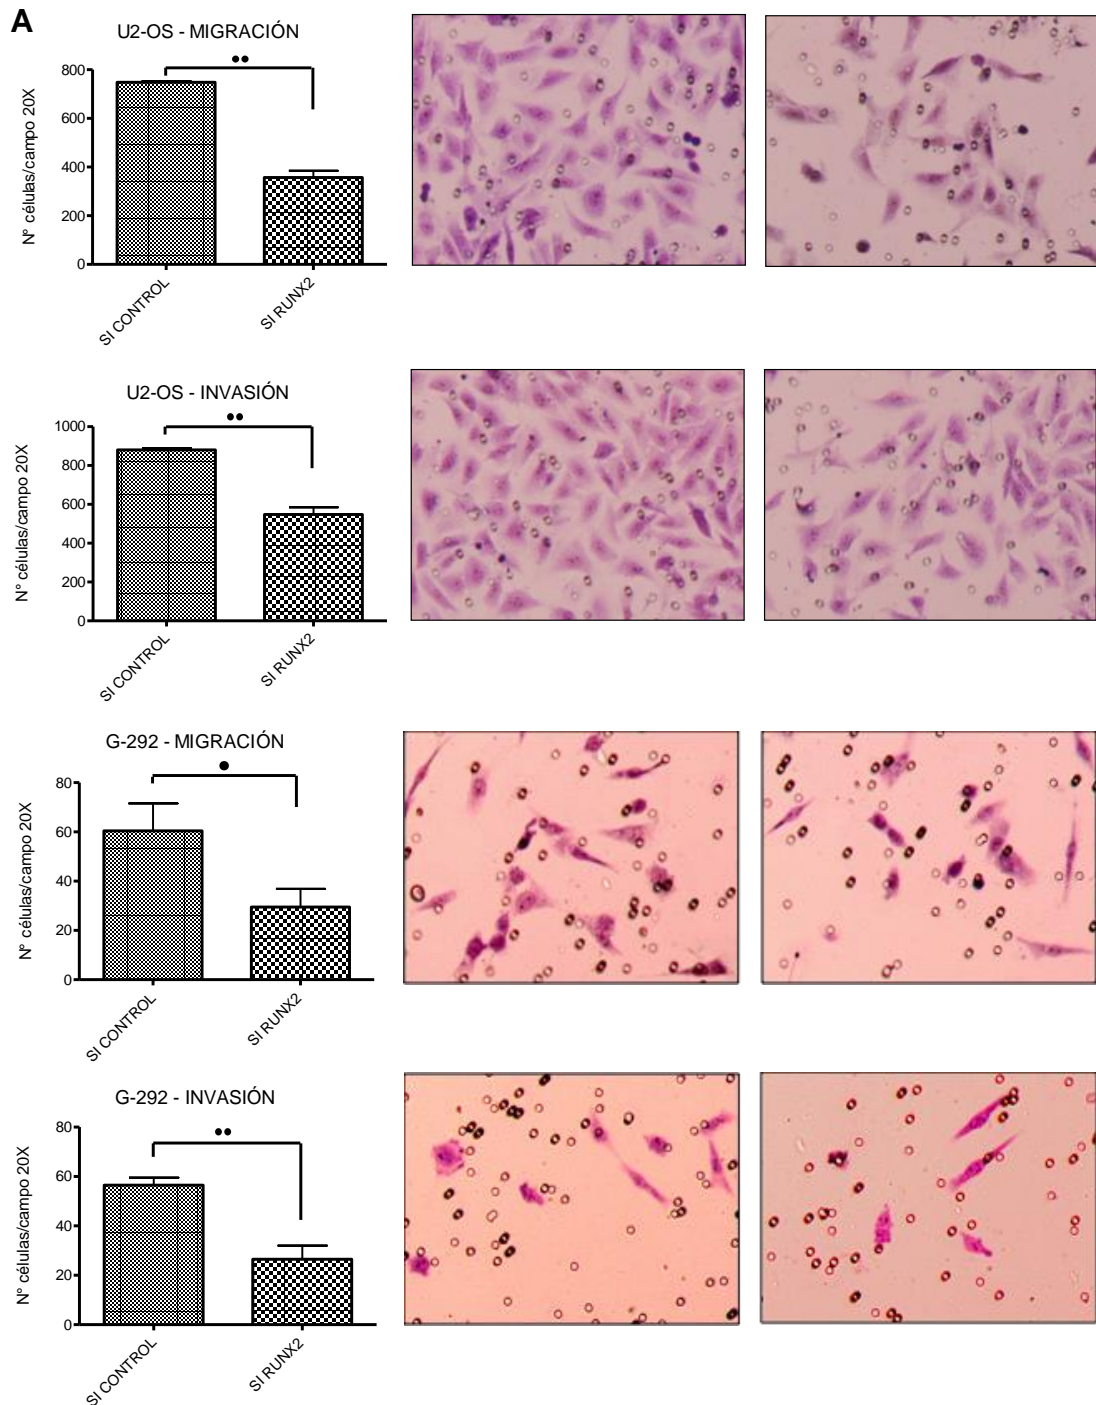 A
U2-OS - MIGRACIÓN
••
Nº células/campo 20X
800
600
400
200
0
SI CONTROL
SI RUNX2
U2-OS - INVASIÓN
••
Nº células/campo 20X
1000
800
600
400
200
0
SI CONTROL
SI RUNX2
G-292 - MIGRACIÓN
•
Nº células/campo 20X
80
60
40
20
0
SI CONTROL
SI RUNX2
G-292 - INVASIÓN
••
Nº células/campo 20X
80
60
40
20
0
SI CONTROL
SI RUNX2